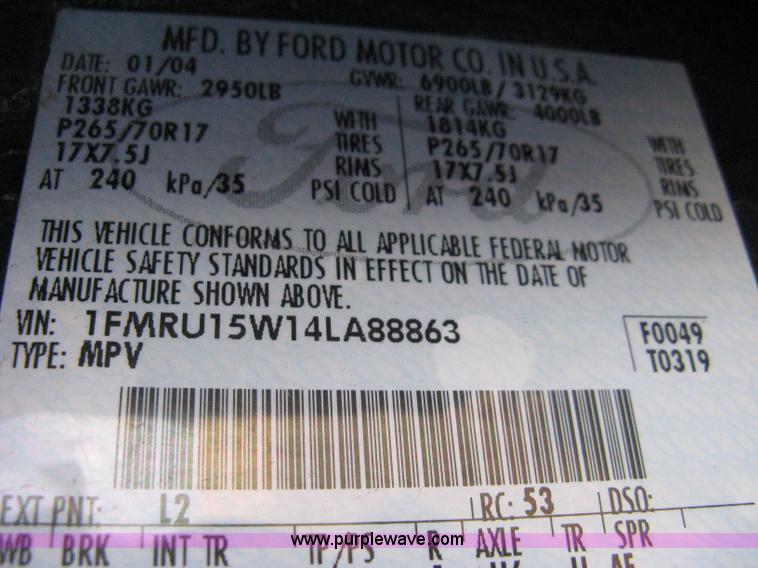 MFD. BY FORD MOTOR CO. IN U.S.A.
DATE: 01/04 GVWR: 6900LB / 3129KG
FRONT GAWR: 2950LB REAR GAWR: 4000LB
1338KG WITH 1814KG WITH
P265/70R17 TIRES P265/70R17 TIRES
17X7.5J RIMS 17X7.5J RIMS
AT 240 kPa/35 PSI COLD AT 240 kPa/35 PSI COLD
Ford
THIS VEHICLE CONFORMS TO ALL APPLICABLE FEDERAL MOTOR
VEHICLE SAFETY STANDARDS IN EFFECT ON THE DATE OF
MANUFACTURE SHOWN ABOVE.
VIN: 1FMRU15W14LA88863 F0049
TYPE: MPV T0319
EXT PNT: L2 RC: 53 DSO:
WB BRK INT TR TP/PS R AXLE TR SPR
www.purplewave.com